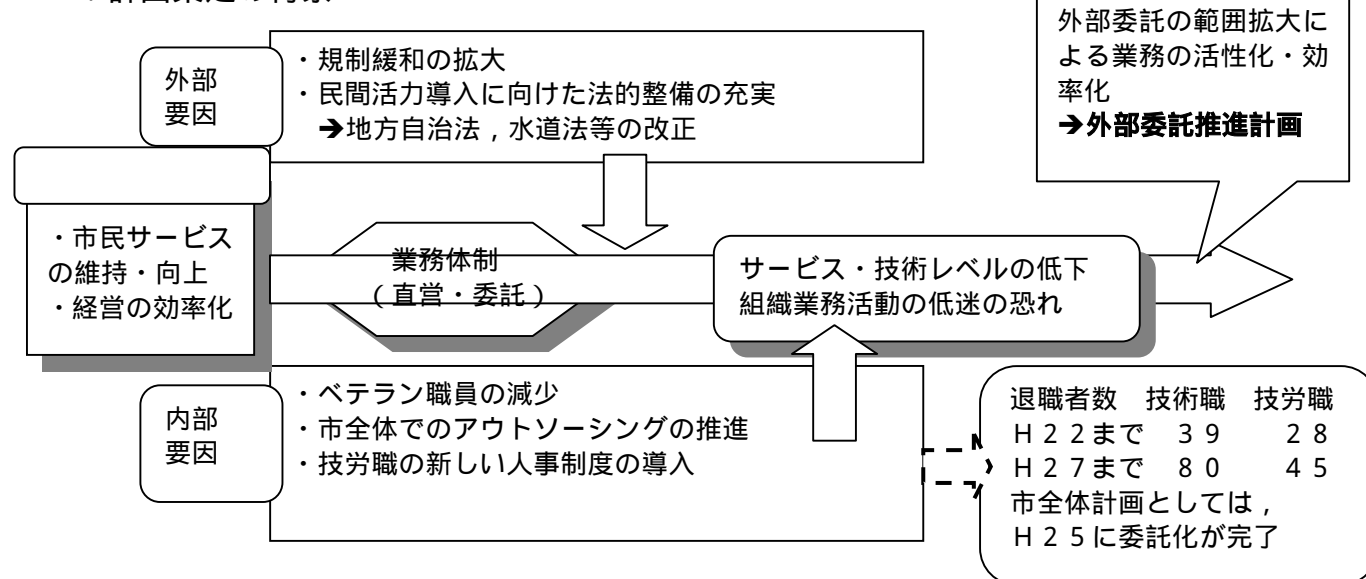 外部
要因
・規制緩和の拡大
・民間活力導入に向けた法的整備の充実
➔地方自治法，水道法等の改正
外部委託の範囲拡大に
よる業務の活性化・効
率化
➔外部委託推進計画
・市民サービス
の維持・向上
・経営の効率化
業務体制
（直営・委託）
サービス・技術レベルの低下
組織業務活動の低迷の恐れ
内部
要因
・ベテラン職員の減少
・市全体でのアウトソーシングの推進
・技労職の新しい人事制度の導入
退職者数　技術職　技労職
Ｈ２２まで　３９　　２８
Ｈ２７まで　８０　　４５
市全体計画としては，
Ｈ２５に委託化が完了